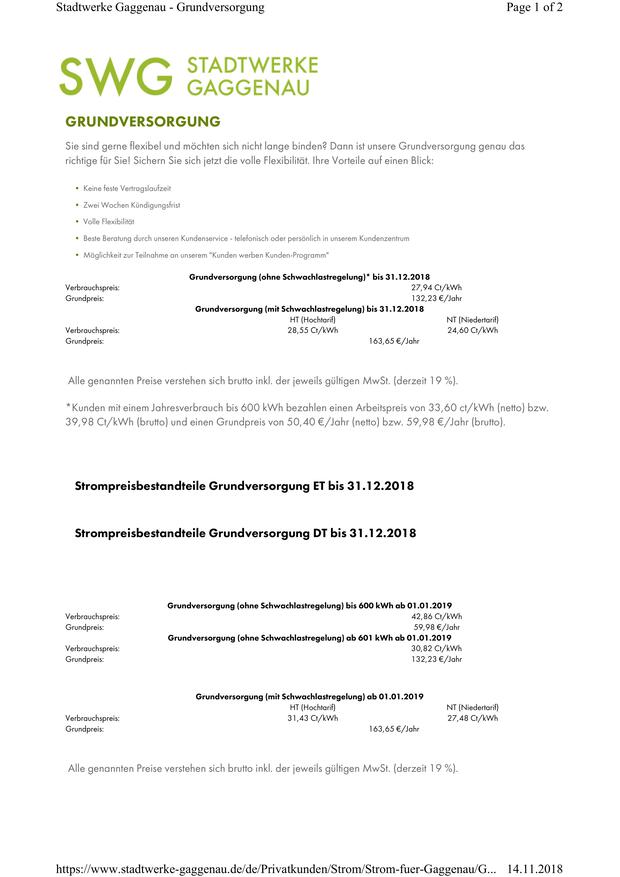 Stadtwerke Gaggenau - Grundversorgung Page 1 of 2
SWG STADTWERKE
GAGGENAU
GRUNDVERSORGUNG
Sie sind gerne flexibel und möchten sich nicht lange binden? Dann ist unsere Grundversorgung genau das
richtige für Sie! Sichern Sie sich jetzt die volle Flexibilität. Ihre Vorteile auf einen Blick:
• Keine feste Vertragslaufzeit
• Zwei Wochen Kündigungsfrist
• Volle Flexibilität
• Beste Beratung durch unseren Kundenservice - telefonisch oder persönlich in unserem Kundenzentrum
• Möglichkeit zur Teilnahme an unserem "Kunden werben Kunden-Programm"
Grundversorgung (ohne Schwachlastregelung)* bis 31.12.2018
Verbrauchspreis: 27,94 Ct/kWh
Grundpreis: 132,23 €/Jahr
Grundversorgung (mit Schwachlastregelung) bis 31.12.2018
HT (Hochtarif) NT (Niedertarif)
Verbrauchspreis: 28,55 Ct/kWh 24,60 Ct/kWh
Grundpreis: 163,65 €/Jahr
Alle genannten Preise verstehen sich brutto inkl. der jeweils gültigen MwSt. (derzeit 19 %).
*Kunden mit einem Jahresverbrauch bis 600 kWh bezahlen einen Arbeitspreis von 33,60 ct/kWh (netto) bzw.
39,98 Ct/kWh (brutto) und einen Grundpreis von 50,40 €/Jahr (netto) bzw. 59,98 €/Jahr (brutto).
Strompreisbestandteile Grundversorgung ET bis 31.12.2018
Strompreisbestandteile Grundversorgung DT bis 31.12.2018
Grundversorgung (ohne Schwachlastregelung) bis 600 kWh ab 01.01.2019
Verbrauchspreis: 42,86 Ct/kWh
Grundpreis: 59,98 €/Jahr
Grundversorgung (ohne Schwachlastregelung) ab 601 kWh ab 01.01.2019
Verbrauchspreis: 30,82 Ct/kWh
Grundpreis: 132,23 €/Jahr
Grundversorgung (mit Schwachlastregelung) ab 01.01.2019
HT (Hochtarif) NT (Niedertarif)
Verbrauchspreis: 31,43 Ct/kWh 27,48 Ct/kWh
Grundpreis: 163,65 €/Jahr
Alle genannten Preise verstehen sich brutto inkl. der jeweils gültigen MwSt. (derzeit 19 %).
https://www.stadtwerke-gaggenau.de/de/Privatkunden/Strom/Strom-fuer-Gaggenau/G... 14.11.2018